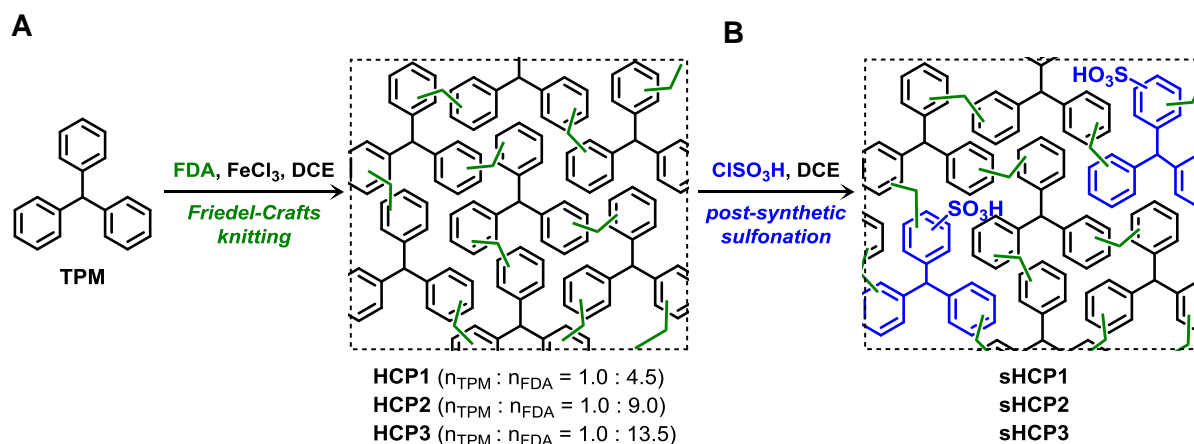 A
B
TPM
FDA, FeCl₃, DCE
Friedel-Crafts
knitting
HCP1 (nTPM : nFDA = 1.0 : 4.5)
HCP2 (nTPM : nFDA = 1.0 : 9.0)
HCP3 (nTPM : nFDA = 1.0 : 13.5)
ClSO₃H, DCE
post-synthetic
sulfonation
HO₃S
SO₃H
sHCP1
sHCP2
sHCP3